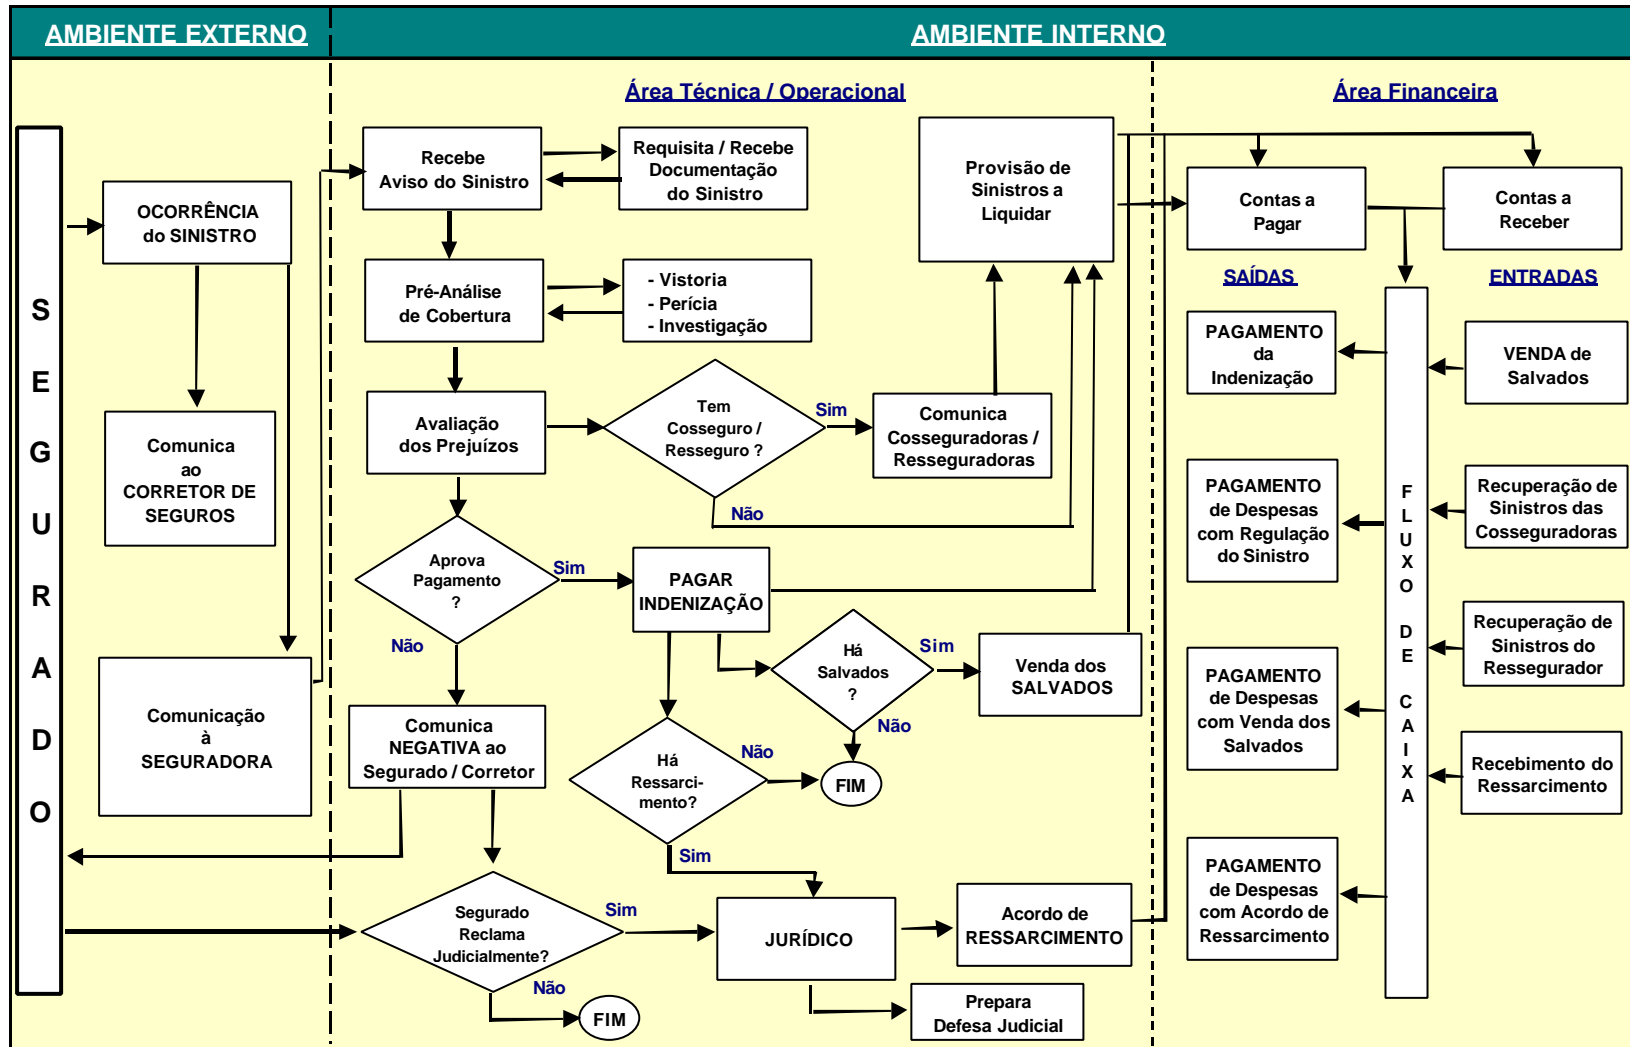 AMBIENTE EXTERNO
AMBIENTE INTERNO
Área Técnica / Operacional
Área Financeira
S
E
G
U
R
A
D
O
OCORRÊNCIA
do SINISTRO
Comunica
ao
CORRETOR DE
SEGUROS
Comunicação
à
SEGURADORA
Recebe
Aviso do Sinistro
Requisita / Recebe
Documentação
do Sinistro
Pré-Análise
de Cobertura
- Vistoria
- Perícia
- Investigação
Avaliação
dos Prejuízos
Tem
Cosseguro /
Resseguro ?
Sim
Não
Comunica
Cosseguradoras /
Resseguradoras
Provisão de
Sinistros a
Liquidar
Aprova
Pagamento
?
Sim
Não
PAGAR
INDENIZAÇÃO
Há
Salvados
?
Sim
Não
Venda dos
SALVADOS
Comunica
NEGATIVA ao
Segurado / Corretor
Há
Ressarci-
mento?
Não
Sim
FIM
Segurado
Reclama
Judicialmente?
Sim
Não
FIM
JURÍDICO
Acordo de
RESSARCIMENTO
Prepara
Defesa Judicial
Contas a
Pagar
Contas a
Receber
SAÍDAS
ENTRADAS
PAGAMENTO
da
Indenização
PAGAMENTO
de Despesas
com Regulação
do Sinistro
PAGAMENTO
de Despesas
com Venda dos
Salvados
PAGAMENTO
de Despesas
com Acordo de
Ressarcimento
F
L
U
X
O
D
E
C
A
I
X
A
VENDA de
Salvados
Recuperação de
Sinistros das
Cosseguradoras
Recuperação de
Sinistros do
Ressegurador
Recebimento do
Ressarcimento